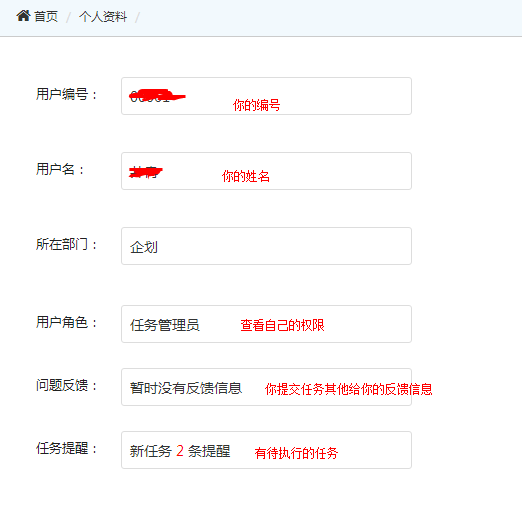 首页 / 个人资料 /
用户编号： 你的编号
用户名： 你的姓名
所在部门： 企划
用户角色： 任务管理员 查看自己的权限
问题反馈： 暂时没有反馈信息 你提交任务其他给你的反馈信息
任务提醒： 新任务 2 条提醒 有待执行的任务